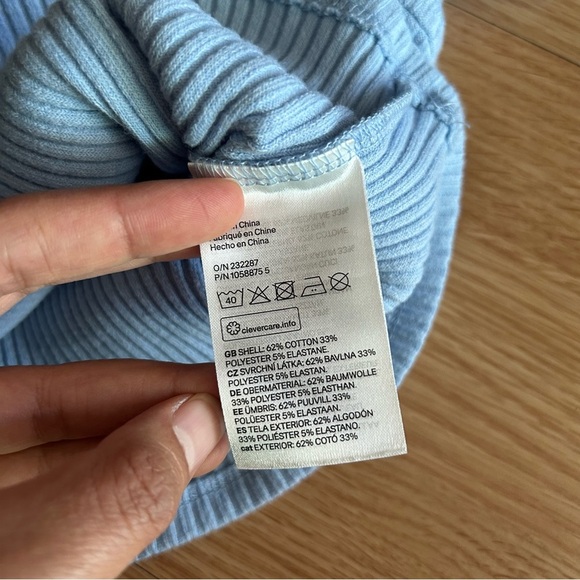 in China
Fabriqué en Chine
Hecho en China
O/N 232287
P/N 1058875 5
40
clevercare.info
GB SHELL: 62% COTTON 33%
POLYESTER 5% ELASTANE.
CZ SVRCHNÍ LÁTKA: 62% BAVLNA 33%
POLYESTER 5% ELASTAN.
DE OBERMATERIAL: 62% BAUMWOLLE
33% POLYESTER 5% ELASTHAN.
EE ÜMBRIS: 62% PUUVILL 33%
POLÜESTER 5% ELASTAAN.
ES TELA EXTERIOR: 62% ALGODÓN
33% POLIÉSTER 5% ELASTANO.
cat EXTERIOR: 62% COTÓ 33%